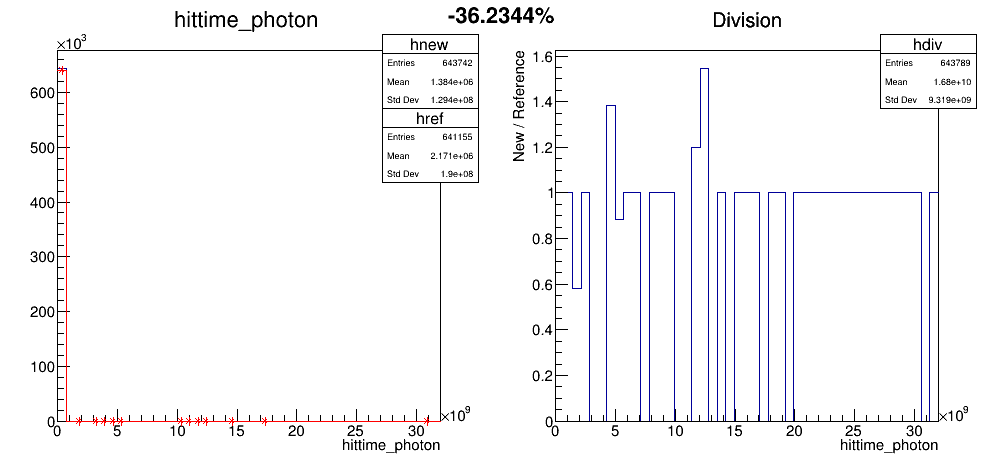 -36.2344%
hittime_photon
×10³
600
500
400
300
200
100
0
0 5 10 15 20 25 30
×10⁹
hittime_photon
hnew
Entries 643742
Mean 1.384e+06
Std Dev 1.294e+08
href
Entries 641155
Mean 2.171e+06
Std Dev 1.9e+08
Division
New / Reference
1.6
1.4
1.2
1
0.8
0.6
0.4
0.2
0
0 5 10 15 20 25 30
×10⁹
hittime_photon
hdiv
Entries 643789
Mean 1.68e+10
Std Dev 9.319e+09